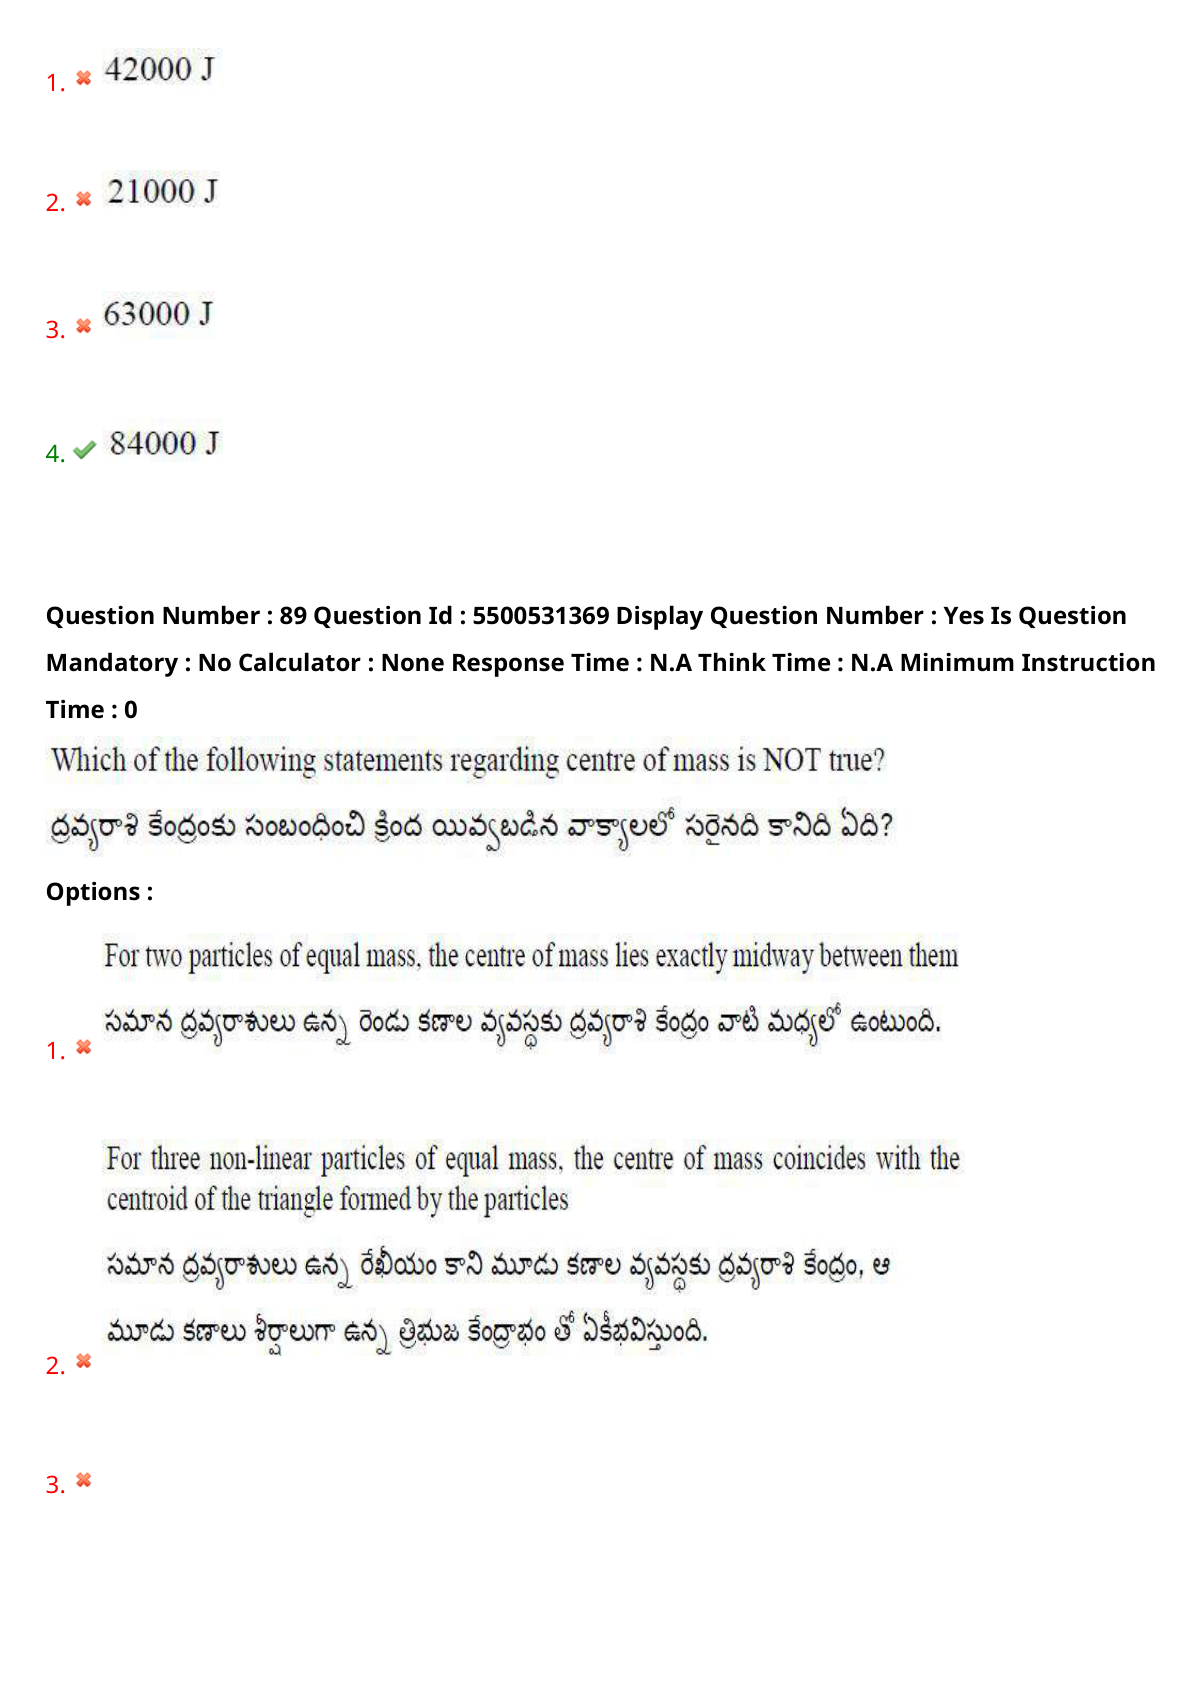 1. 42000 J
2. 21000 J
3. 63000 J
4. 84000 J
Question Number : 89 Question Id : 5500531369 Display Question Number : Yes Is Question
Mandatory : No Calculator : None Response Time : N.A Think Time : N.A Minimum Instruction
Time : 0
Which of the following statements regarding centre of mass is NOT true?
ద్రవ్యరాశి కేంద్రంకు సంబంధించి క్రింద యివ్వబడిన వాక్యాలలో సరైనది కానిది ఏది?
Options :
For two particles of equal mass, the centre of mass lies exactly midway between them
సమాన ద్రవ్యరాశులు ఉన్న రెండు కణాల వ్యవస్థకు ద్రవ్యరాశి కేంద్రం వాటి మధ్యలో ఉంటుంది.
1.
For three non-linear particles of equal mass, the centre of mass coincides with the
centroid of the triangle formed by the particles
సమాన ద్రవ్యరాశులు ఉన్న రేఖీయం కాని మూడు కణాల వ్యవస్థకు ద్రవ్యరాశి కేంద్రం, ఆ
మూడు కణాలు శీర్షాలుగా ఉన్న త్రిభుజ కేంద్రాభం తో ఏకీభవిస్తుంది.
2.
3.